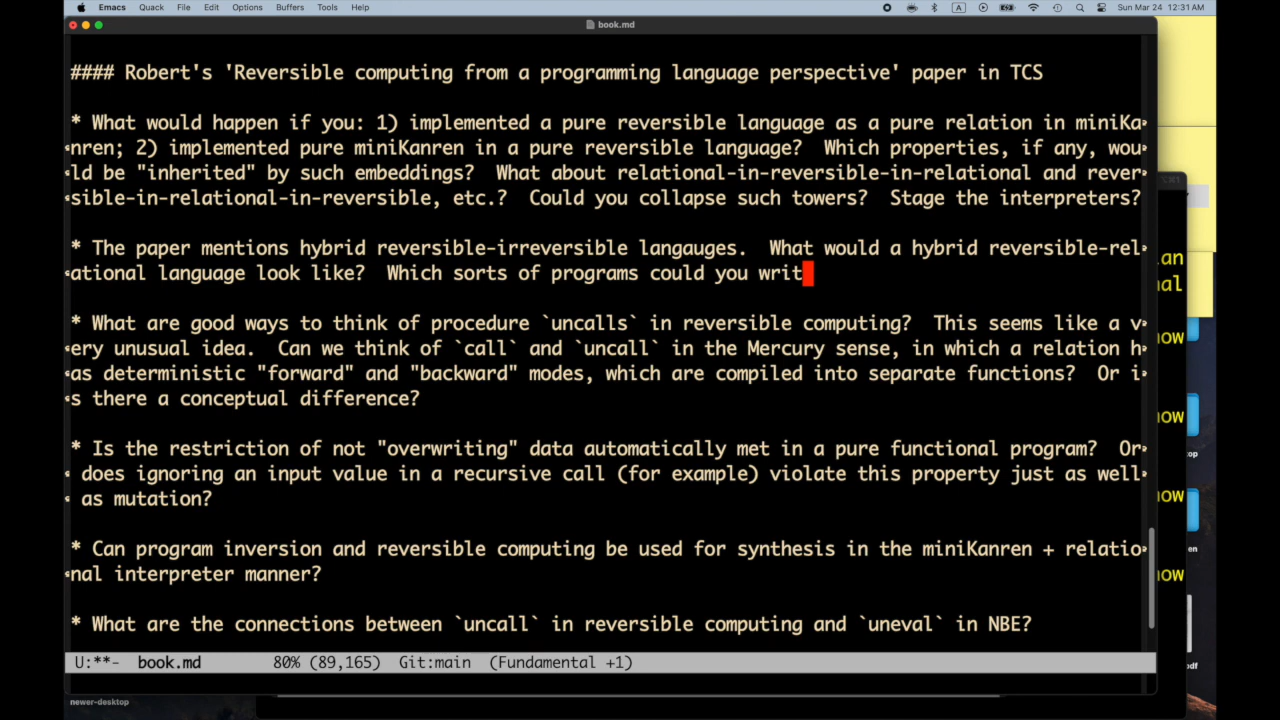 Emacs Quack File Edit Options Buffers Tools Help
A
Sun Mar 24 12:31 AM
book.md
#### Robert's 'Reversible computing from a programming language perspective' paper in TCS
* What would happen if you: 1) implemented a pure reversible language as a pure relation in miniKa
nren; 2) implemented pure miniKanren in a pure reversible language?  Which properties, if any, wou
ld be "inherited" by such embeddings?  What about relational-in-reversible-in-relational and rever
sible-in-relational-in-reversible, etc.?  Could you collapse such towers?  Stage the interpreters?
* The paper mentions hybrid reversible-irreversible langauges.  What would a hybrid reversible-rel
ational language look like?  Which sorts of programs could you writ
* What are good ways to think of procedure `uncalls` in reversible computing?  This seems like a v
ery unusual idea.  Can we think of `call` and `uncall` in the Mercury sense, in which a relation h
as deterministic "forward" and "backward" modes, which are compiled into separate functions?  Or i
s there a conceptual difference?
* Is the restriction of not "overwriting" data automatically met in a pure functional program?  Or
does ignoring an input value in a recursive call (for example) violate this property just as well
as mutation?
* Can program inversion and reversible computing be used for synthesis in the miniKanren + relatio
nal interpreter manner?
* What are the connections between `uncall` in reversible computing and `uneval` in NBE?
U:**-  book.md  80% (89,165)  Git:main  (Fundamental +1)
newer-desktop